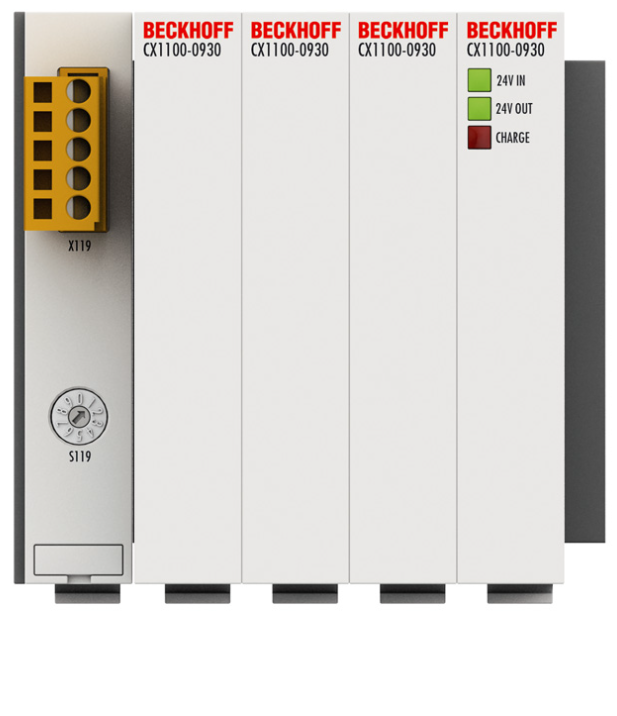 BECKHOFF BECKHOFF BECKHOFF BECKHOFF
CX1100-0930 CX1100-0930 CX1100-0930 CX1100-0930
24V IN
24V OUT
CHARGE
X119
S119